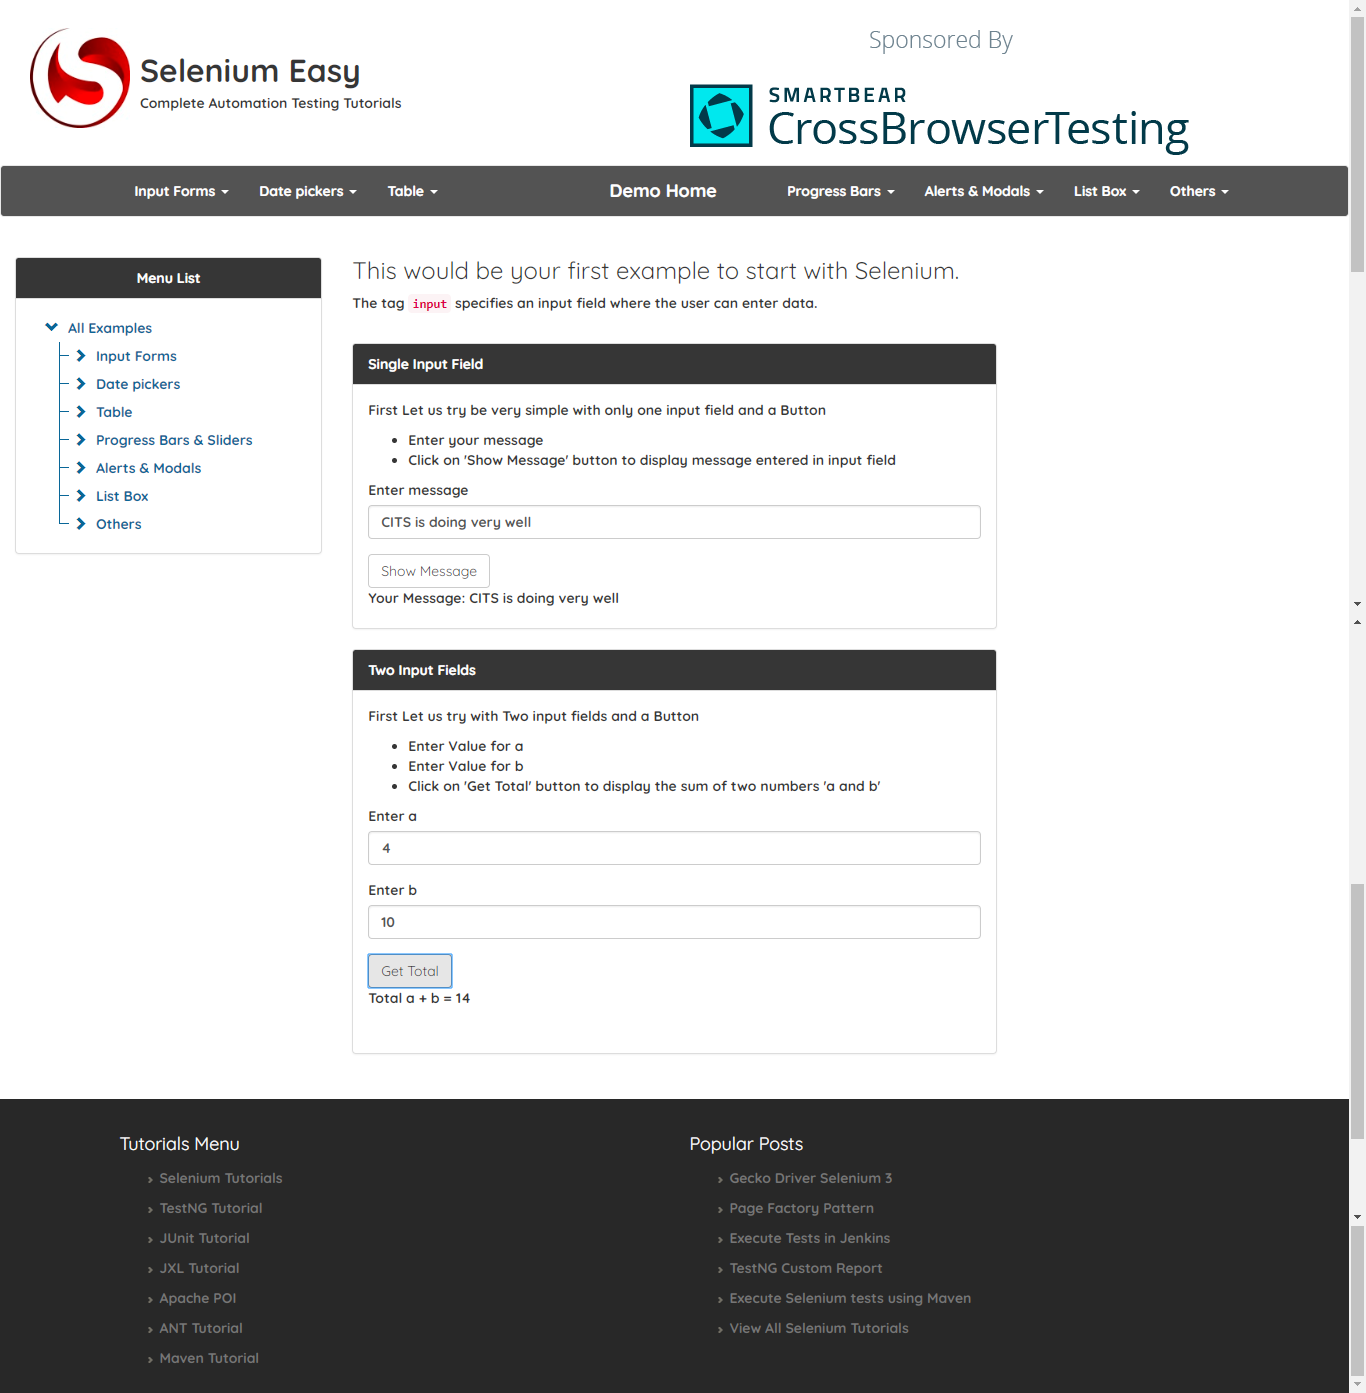 Selenium Easy
Complete Automation Testing Tutorials
Sponsored By
SMARTBEAR
CrossBrowserTesting
Input Forms Date pickers Table Demo Home Progress Bars Alerts & Modals List Box Others
Menu List
All Examples
Input Forms
Date pickers
Table
Progress Bars & Sliders
Alerts & Modals
List Box
Others
This would be your first example to start with Selenium.
The tag input specifies an input field where the user can enter data.
Single Input Field
First Let us try be very simple with only one input field and a Button
Enter your message
Click on 'Show Message' button to display message entered in input field
Enter message
CITS is doing very well
Show Message
Your Message: CITS is doing very well
Two Input Fields
First Let us try with Two input fields and a Button
Enter Value for a
Enter Value for b
Click on 'Get Total' button to display the sum of two numbers 'a and b'
Enter a
4
Enter b
10
Get Total
Total a + b = 14
Tutorials Menu
Selenium Tutorials
TestNG Tutorial
JUnit Tutorial
JXL Tutorial
Apache POI
ANT Tutorial
Maven Tutorial
Popular Posts
Gecko Driver Selenium 3
Page Factory Pattern
Execute Tests in Jenkins
TestNG Custom Report
Execute Selenium tests using Maven
View All Selenium Tutorials